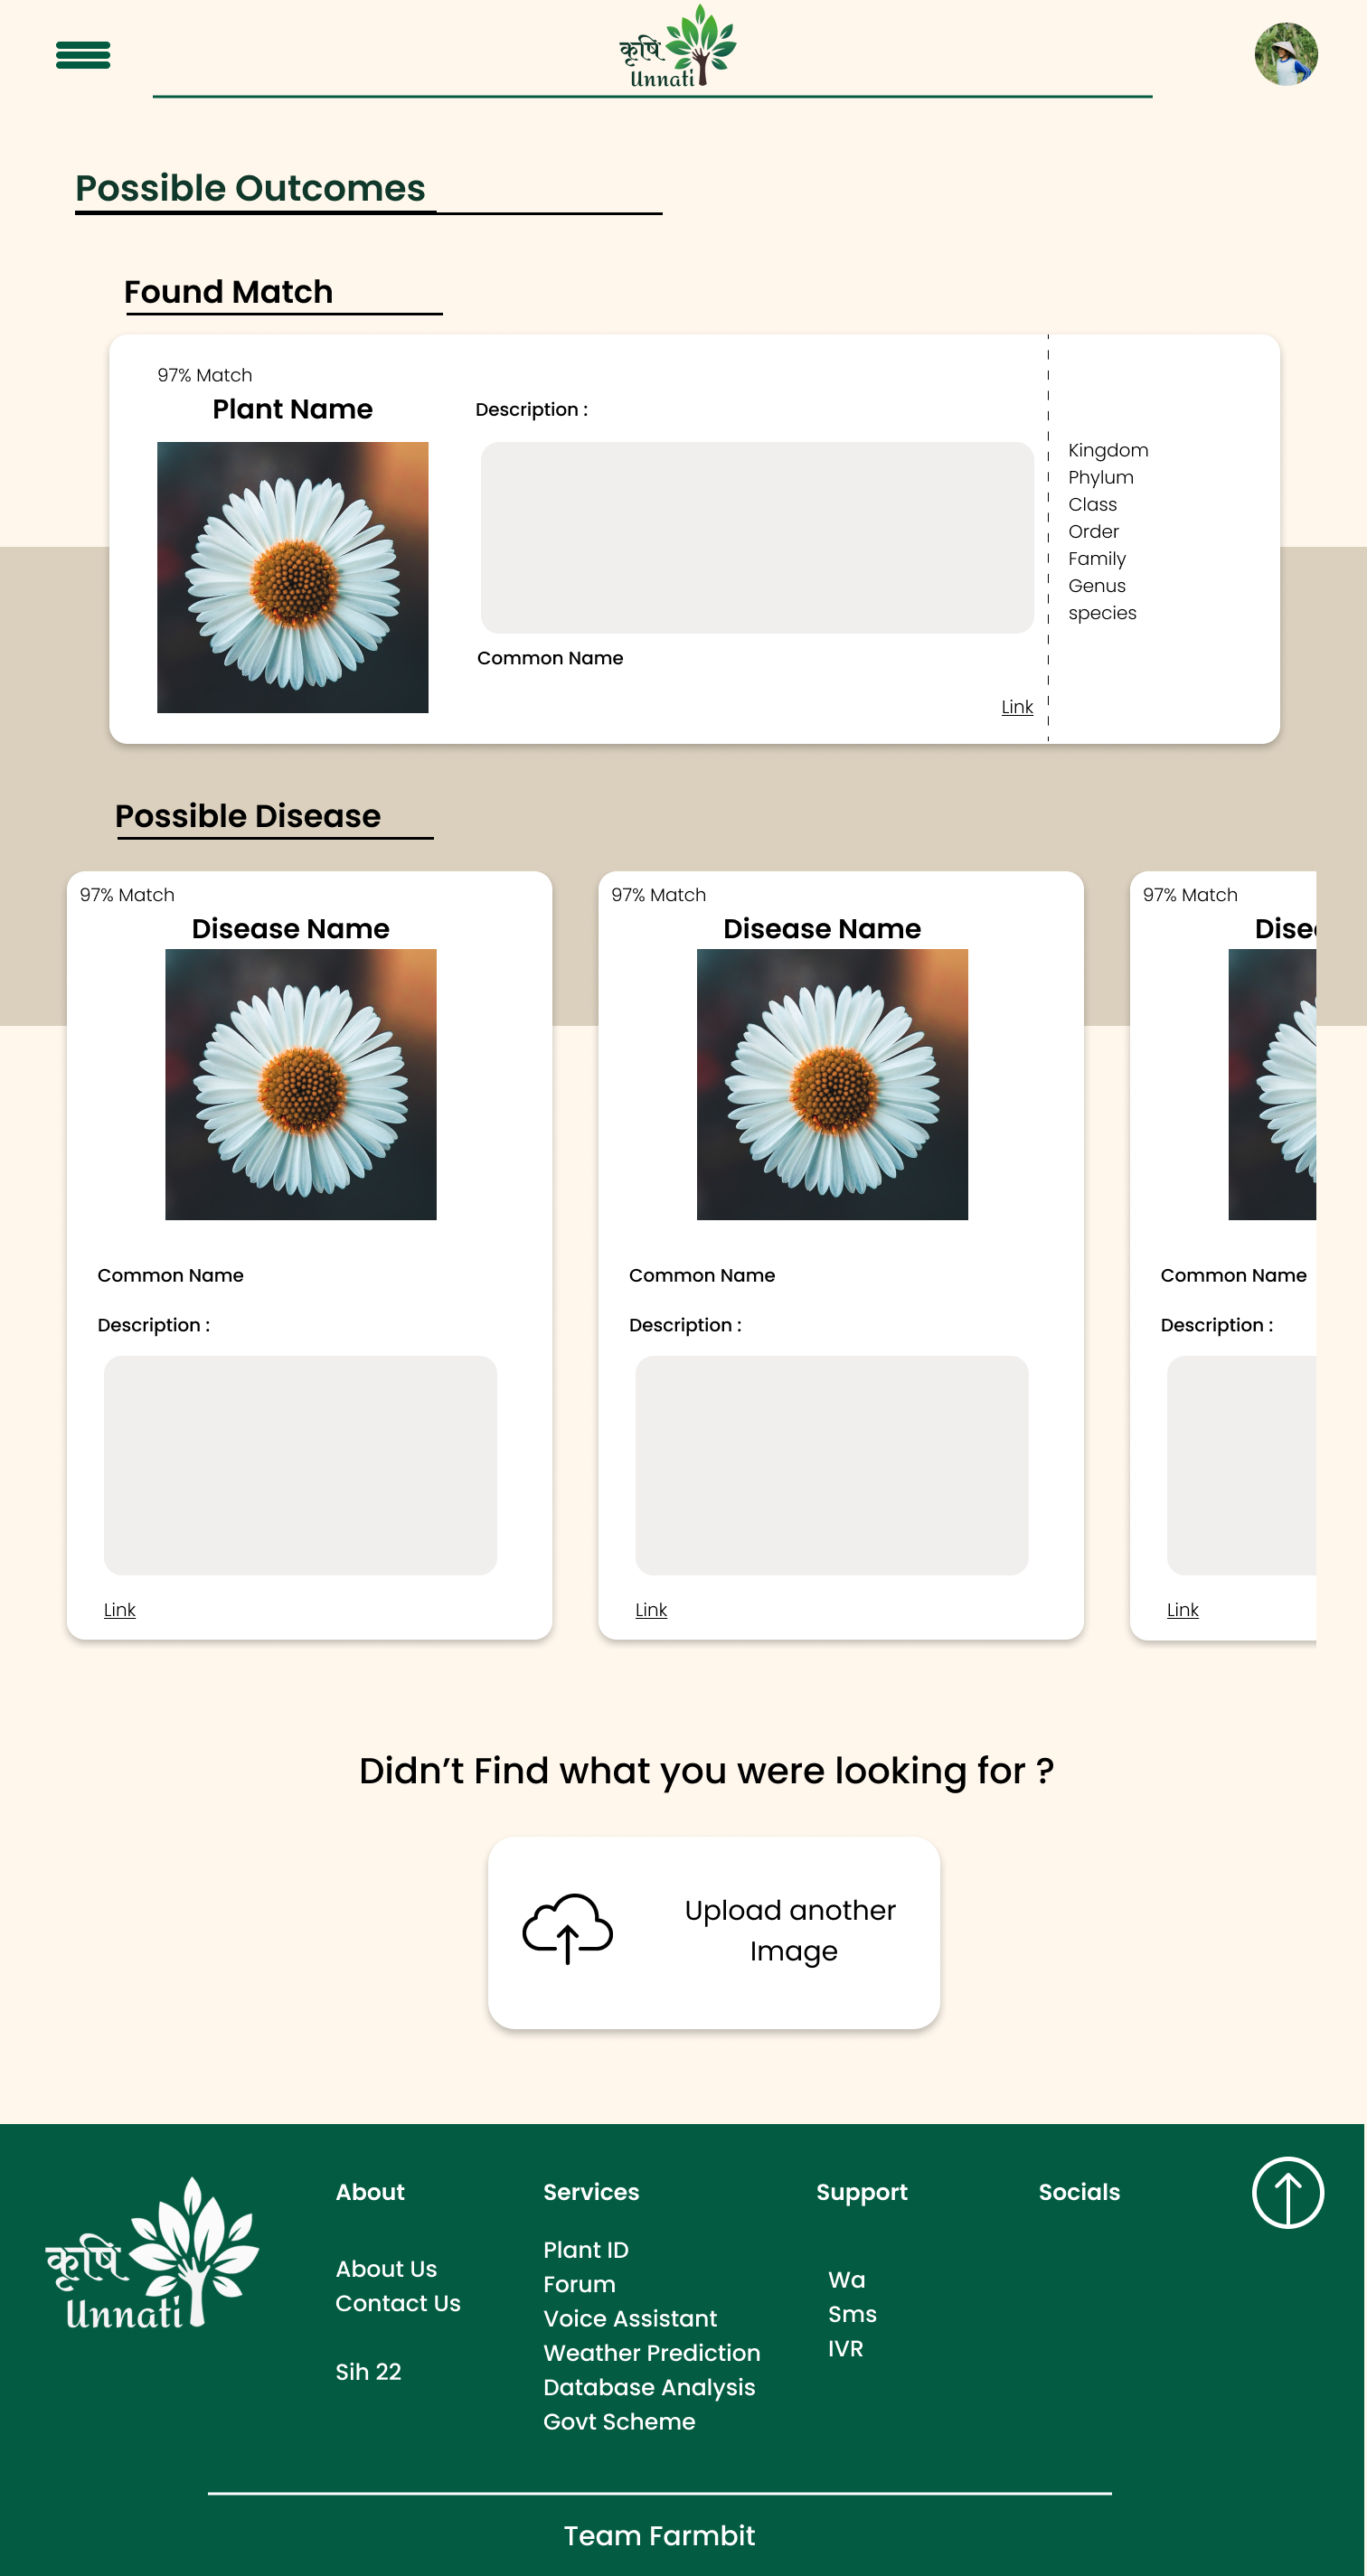 कृषि
Unnati
Possible Outcomes
Found Match
97% Match
Plant Name
Description :
Common Name
Link
Kingdom
Phylum
Class
Order
Family
Genus
species
Possible Disease
97% Match
Disease Name
Common Name
Description :
Link
97% Match
Disease Name
Common Name
Description :
Link
97% Match
Common Name
Description :
Link
Didn’t Find what you were looking for ?
Upload another
Image
कृषि
Unnati
About
About Us
Contact Us
Sih 22
Services
Plant ID
Forum
Voice Assistant
Weather Prediction
Database Analysis
Govt Scheme
Support
Wa
Sms
IVR
Socials
Team Farmbit